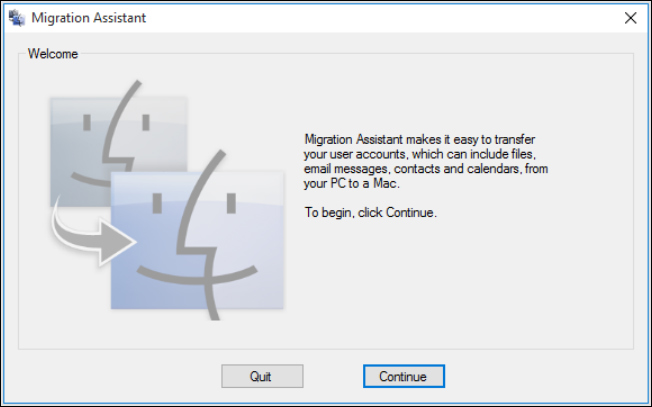 Migration Assistant
Welcome
Migration Assistant makes it easy to transfer
your user accounts, which can include files,
email messages, contacts and calendars, from
your PC to a Mac.
To begin, click Continue.
Quit
Continue